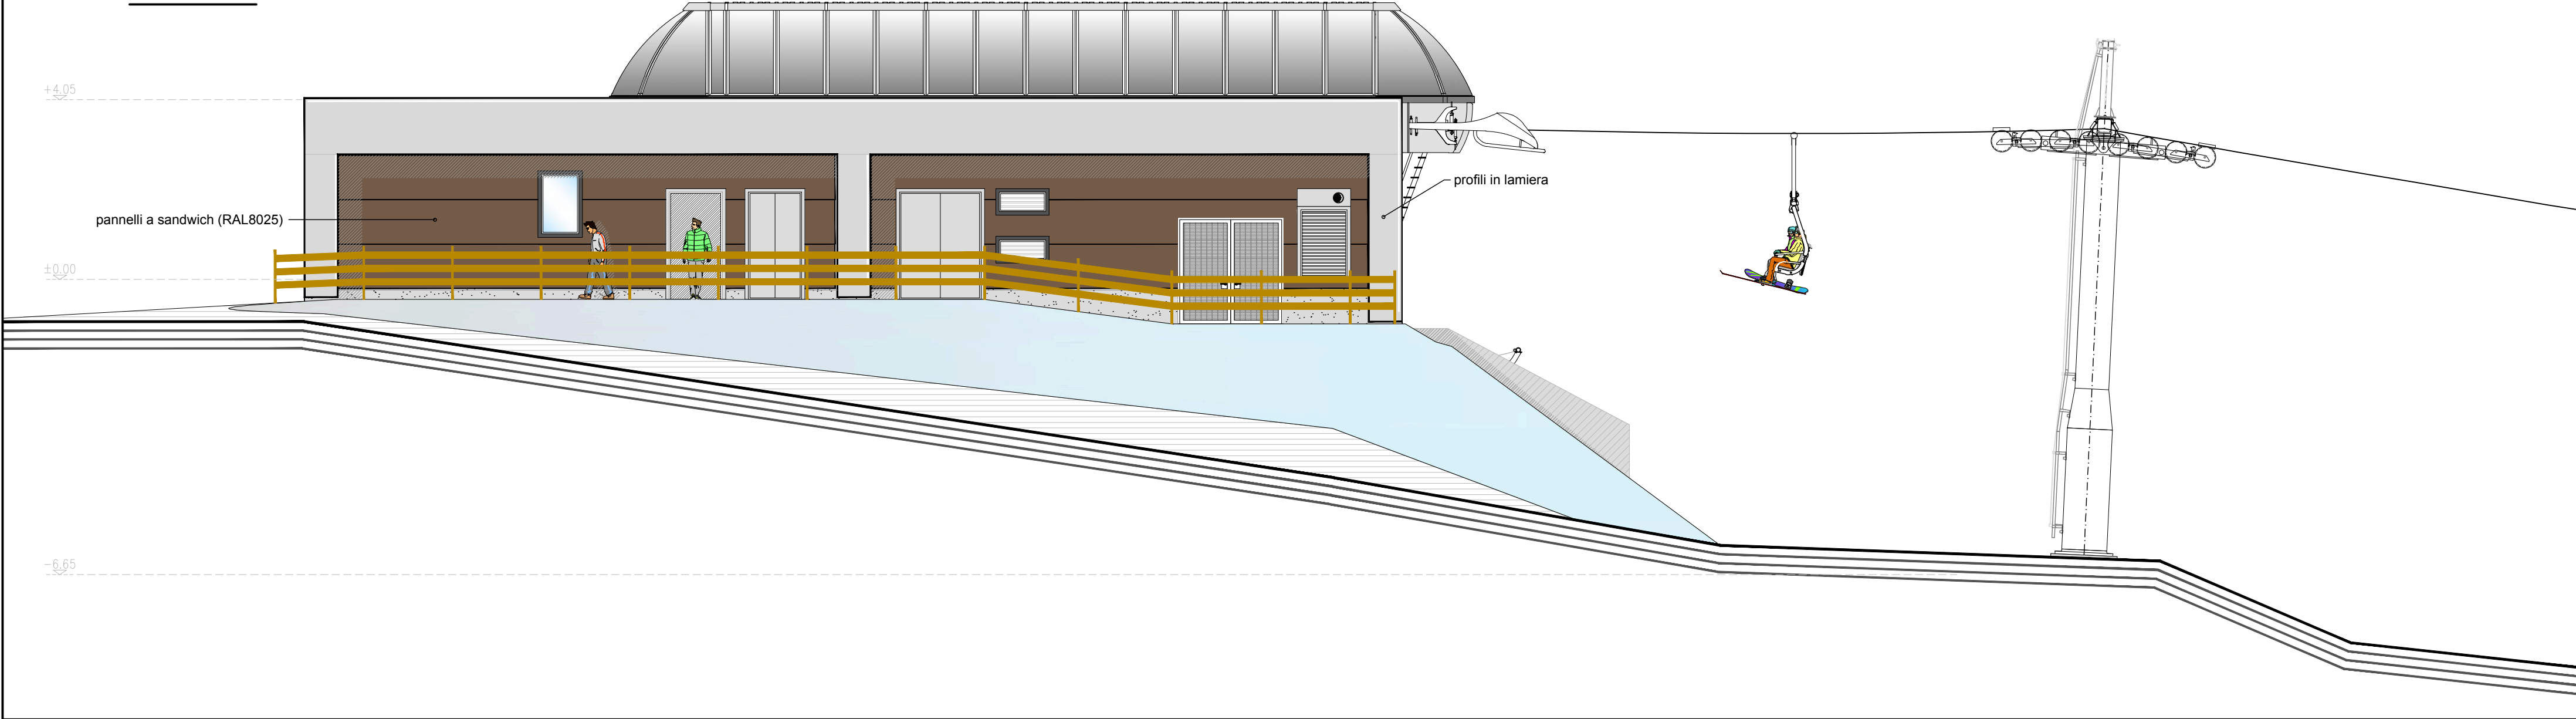 +4.05
profili in lamiera
pannelli a sandwich (RAL8025)
±0.00
-6.65